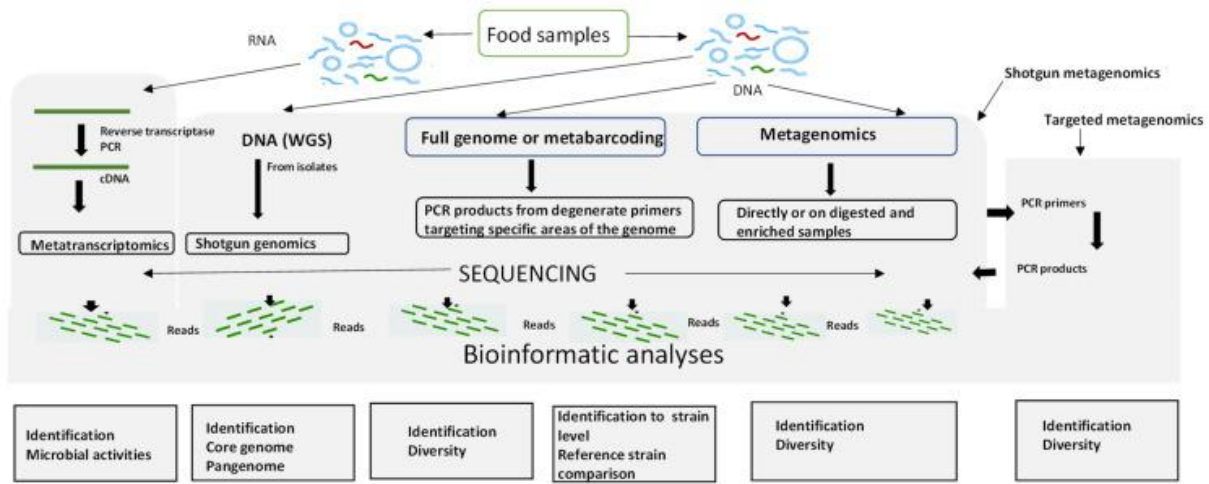 Food samples
RNA
DNA
Shotgun metagenomics
Targeted metagenomics
Reverse transcriptase
PCR
cDNA
Metatranscriptomics
DNA (WGS)
From isolates
Shotgun genomics
Full genome or metabarcoding
PCR products from degenerate primers
targeting specific areas of the genome
Metagenomics
Directly or on digested and
enriched samples
PCR primers
PCR products
SEQUENCING
Reads
Reads
Reads
Reads
Reads
Bioinformatic analyses
Identification
Microbial activities
Identification
Core genome
Pangenome
Identification
Diversity
Identification to strain
level
Reference strain
comparison
Identification
Diversity
Identification
Diversity